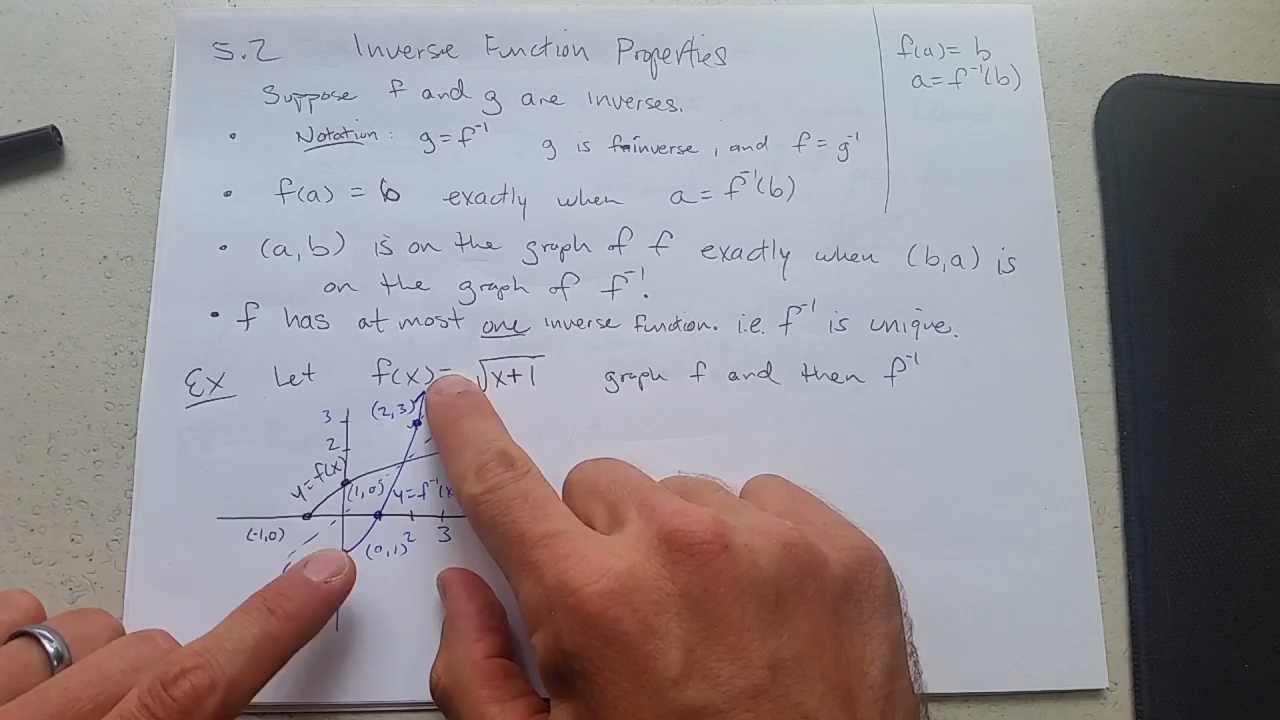 5.2 Inverse Function Properties
f(a) = b
a = f⁻¹(b)
Suppose f and g are inverses.
• Notation: g = f⁻¹ g is f inverse, and f = g⁻¹
• f(a) = b exactly when a = f⁻¹(b)
• (a,b) is on the graph of f exactly when (b,a) is
on the graph of f⁻¹.
• f has at most one inverse function. i.e. f⁻¹ is unique.
Ex Let f(x) = √x+1 graph f and then f⁻¹
(2,3)
3
2
y=f(x)
(1,0)
y=f⁻¹(x
(-1,0)
(0,1)
2
3